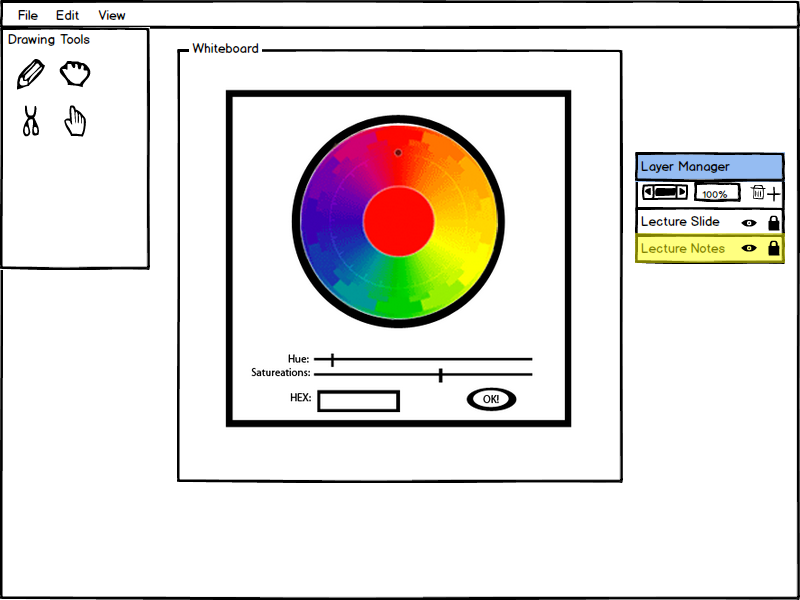 File Edit View
Drawing Tools
Whiteboard
Layer Manager
100%
Lecture Slide
Lecture Notes
Hue:
Satureations:
HEX:
OK!